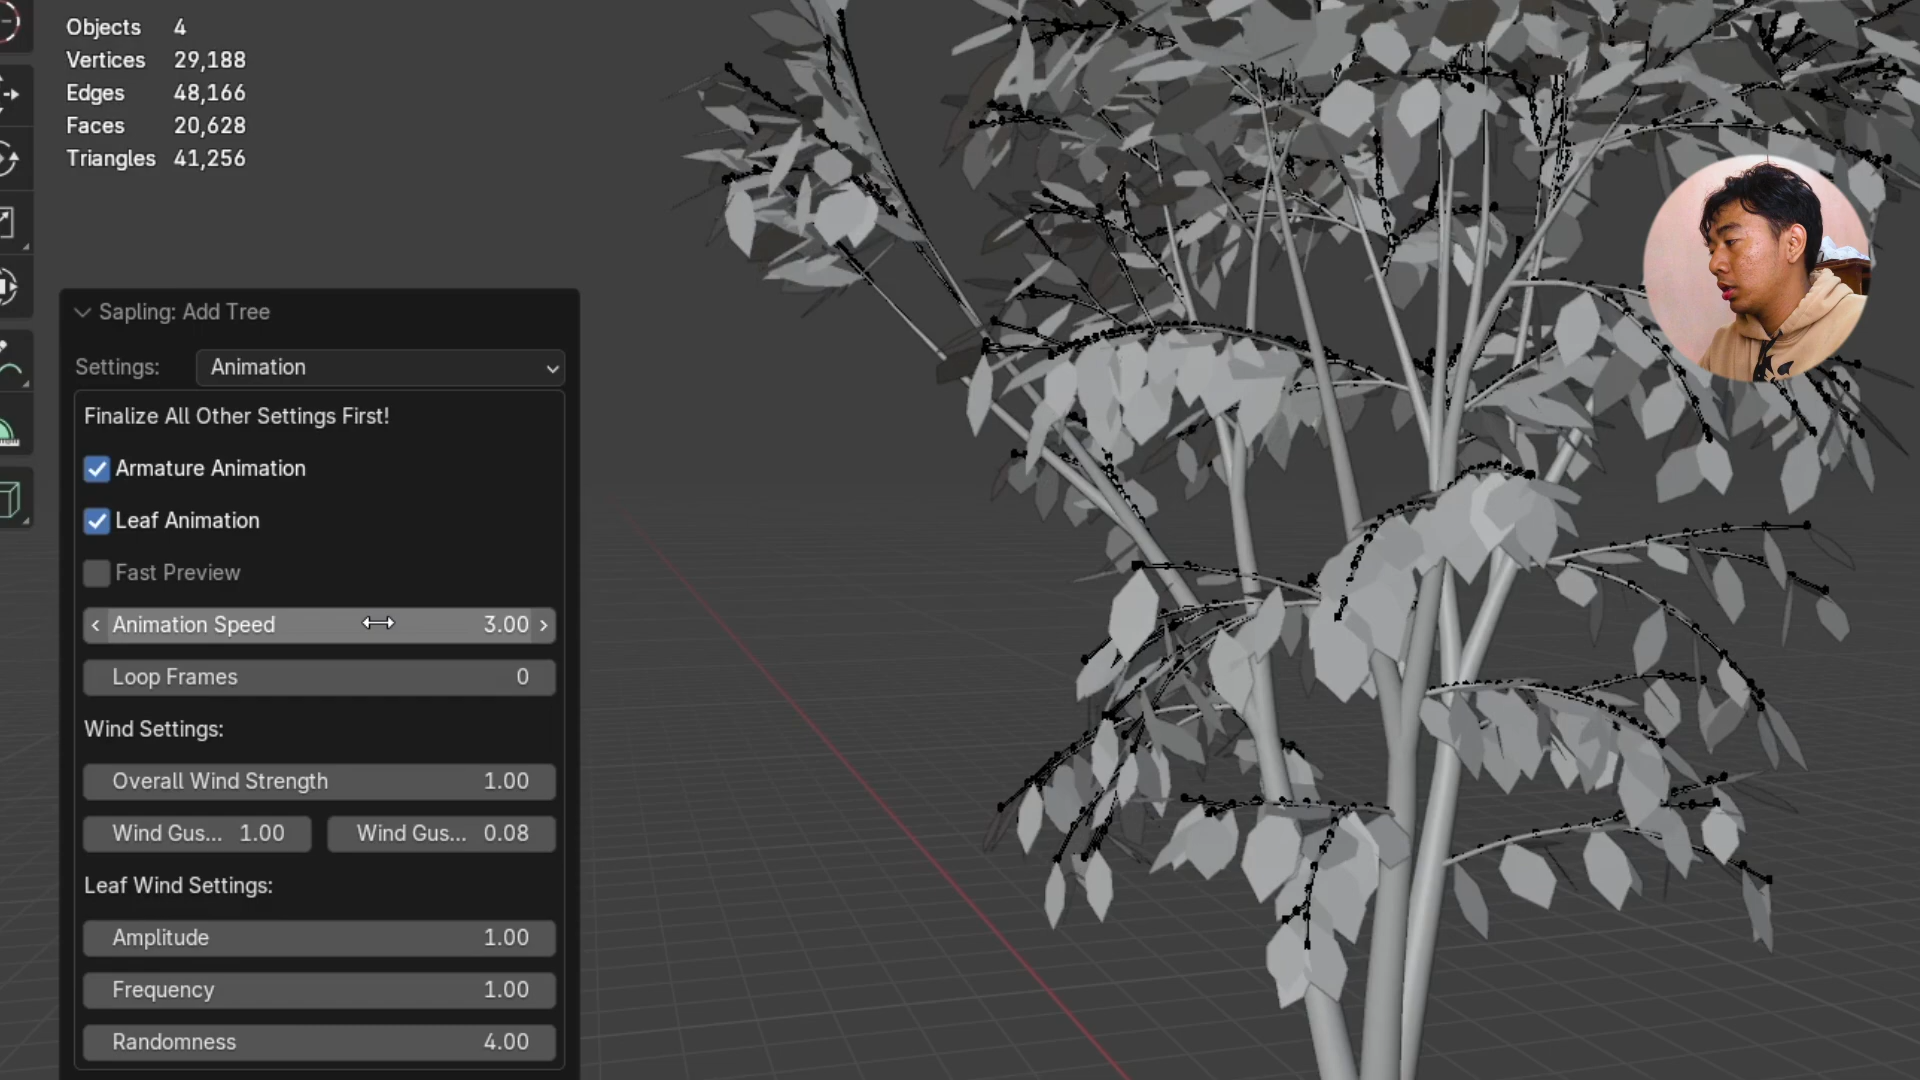 Objects 4
Vertices 29,188
Edges 48,166
Faces 20,628
Triangles 41,256
Sapling: Add Tree
Settings: Animation
Finalize All Other Settings First!
Armature Animation
Leaf Animation
Fast Preview
Animation Speed 3.00
Loop Frames 0
Wind Settings:
Overall Wind Strength 1.00
Wind Gus... 1.00 Wind Gus... 0.08
Leaf Wind Settings:
Amplitude 1.00
Frequency 1.00
Randomness 4.00